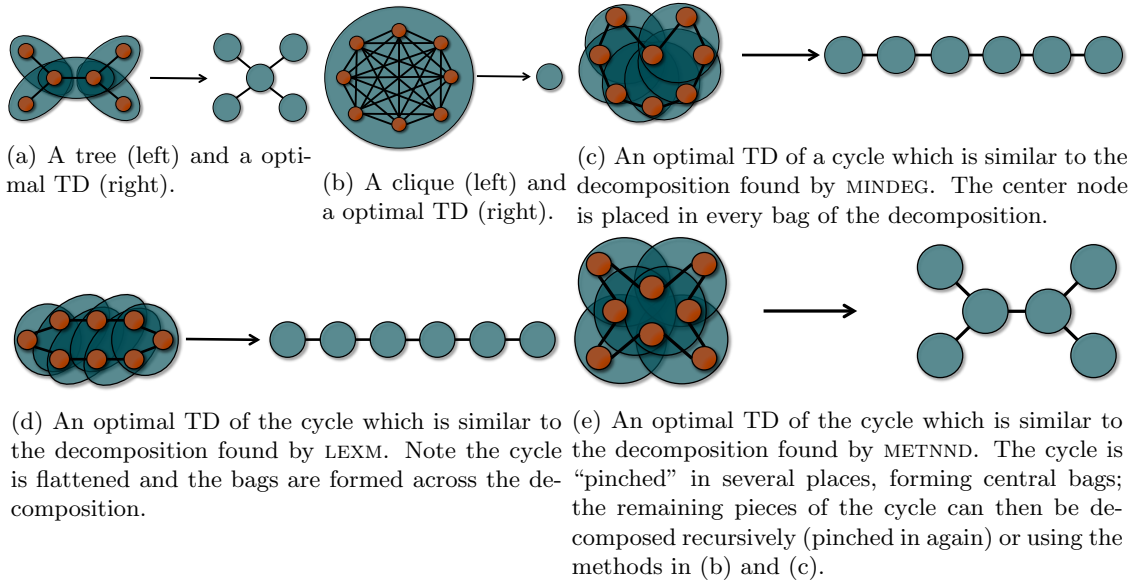 (a) A tree (left) and a opti-
mal TD (right).
(b) A clique (left) and
a optimal TD (right).
(c) An optimal TD of a cycle which is similar to the
decomposition found by MINDEG. The center node
is placed in every bag of the decomposition.
(d) An optimal TD of the cycle which is similar to
the decomposition found by LEXM. Note the cycle
is flattened and the bags are formed across the de-
composition.
(e) An optimal TD of the cycle which is similar to
the decomposition found by METNND. The cycle is
“pinched” in several places, forming central bags;
the remaining pieces of the cycle can then be de-
composed recursively (pinched in again) or using the
methods in (b) and (c).